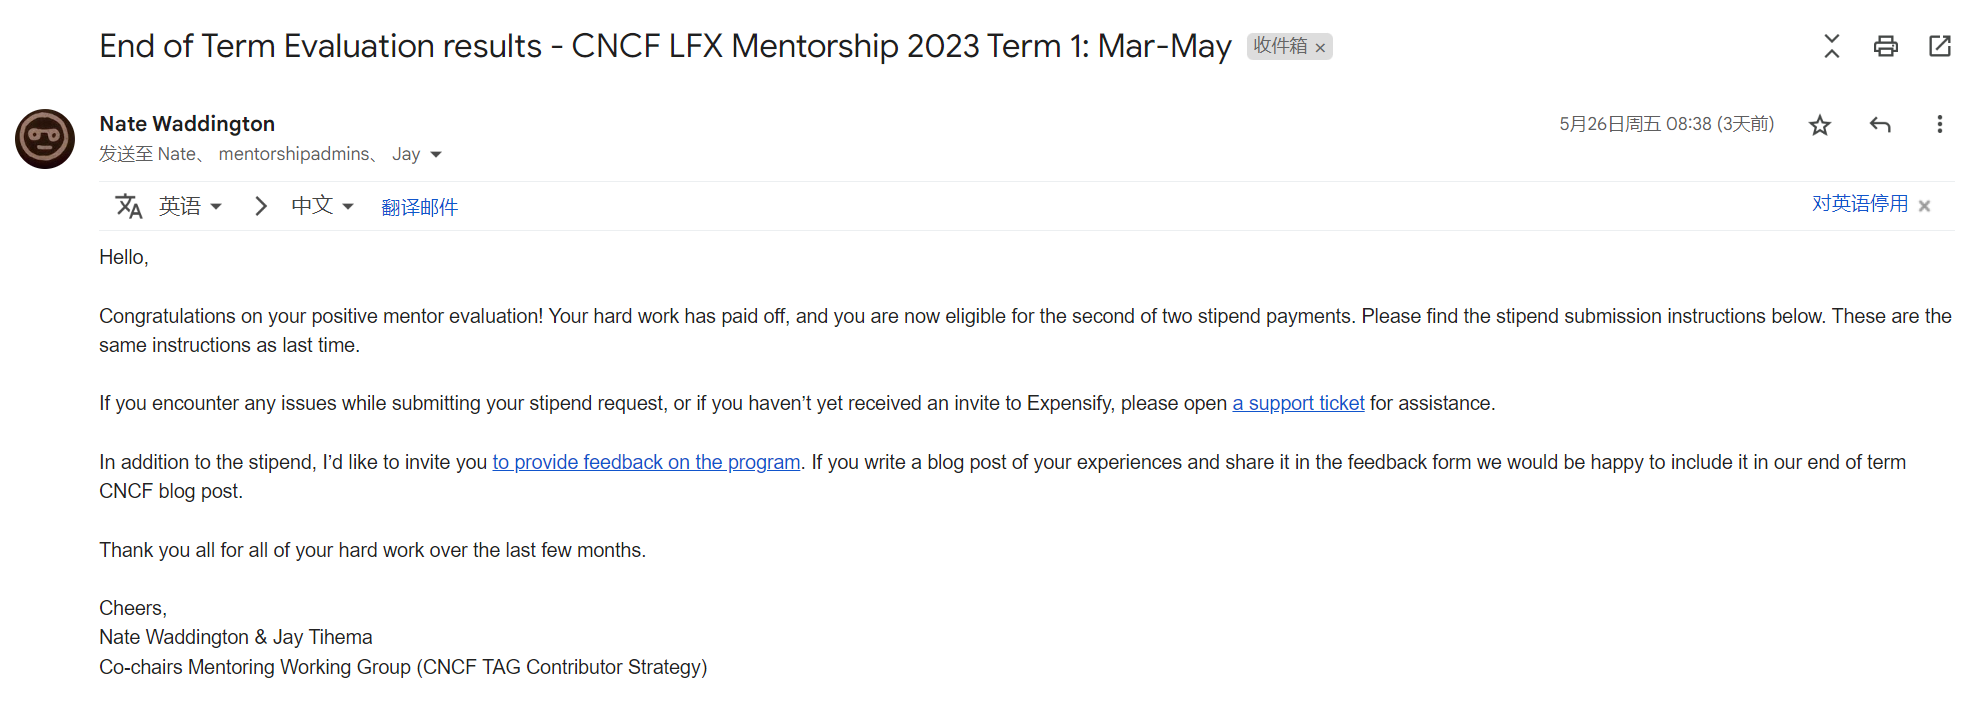 End of Term Evaluation results - CNCF LFX Mentorship 2023 Term 1: Mar-May 收件箱 ×
Nate Waddington 5月26日周五 08:38 (3天前)
发送至 Nate、 mentorshipadmins、 Jay
英语 中文 翻译邮件 对英语停用 ×
Hello,
Congratulations on your positive mentor evaluation! Your hard work has paid off, and you are now eligible for the second of two stipend payments. Please find the stipend submission instructions below. These are the
same instructions as last time.
If you encounter any issues while submitting your stipend request, or if you haven’t yet received an invite to Expensify, please open a support ticket for assistance.
In addition to the stipend, I’d like to invite you to provide feedback on the program. If you write a blog post of your experiences and share it in the feedback form we would be happy to include it in our end of term
CNCF blog post.
Thank you all for all of your hard work over the last few months.
Cheers,
Nate Waddington & Jay Tihema
Co-chairs Mentoring Working Group (CNCF TAG Contributor Strategy)